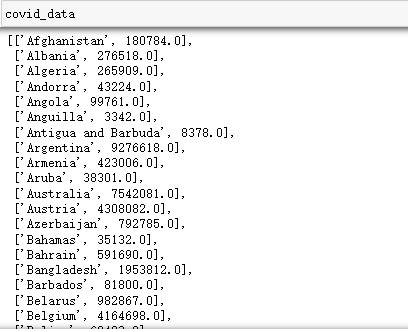 covid_data
[['Afghanistan', 180784.0],
['Albania', 276518.0],
['Algeria', 265909.0],
['Andorra', 43224.0],
['Angola', 99761.0],
['Anguilla', 3342.0],
['Antigua and Barbuda', 8378.0],
['Argentina', 9276618.0],
['Armenia', 423006.0],
['Aruba', 38301.0],
['Australia', 7542081.0],
['Austria', 4308082.0],
['Azerbaijan', 792785.0],
['Bahamas', 35132.0],
['Bahrain', 591690.0],
['Bangladesh', 1953812.0],
['Barbados', 81800.0],
['Belarus', 982867.0],
['Belgium', 4164698.0],